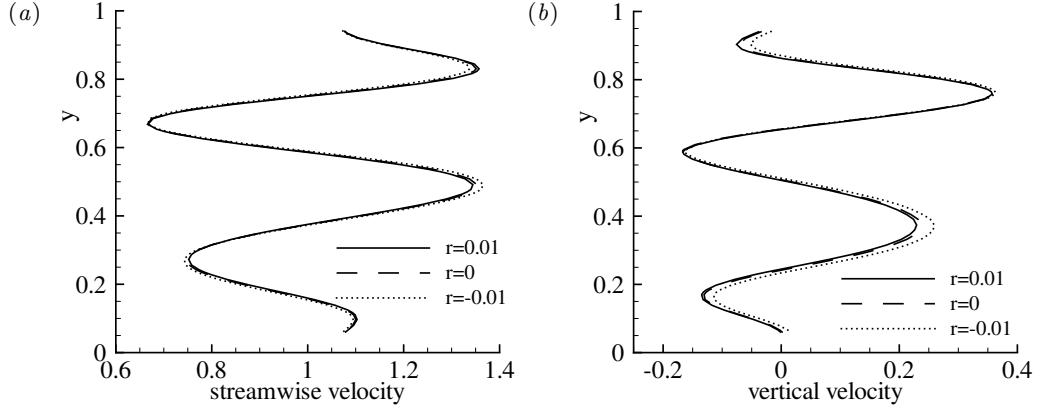 (a)
1
0.8
0.6
0.4
0.2
0
y
0.6 0.8 1 1.2 1.4
streamwise velocity
r=0.01
r=0
r=-0.01
(b)
1
0.8
0.6
0.4
0.2
0
y
-0.2 0 0.2 0.4
vertical velocity
r=0.01
r=0
r=-0.01